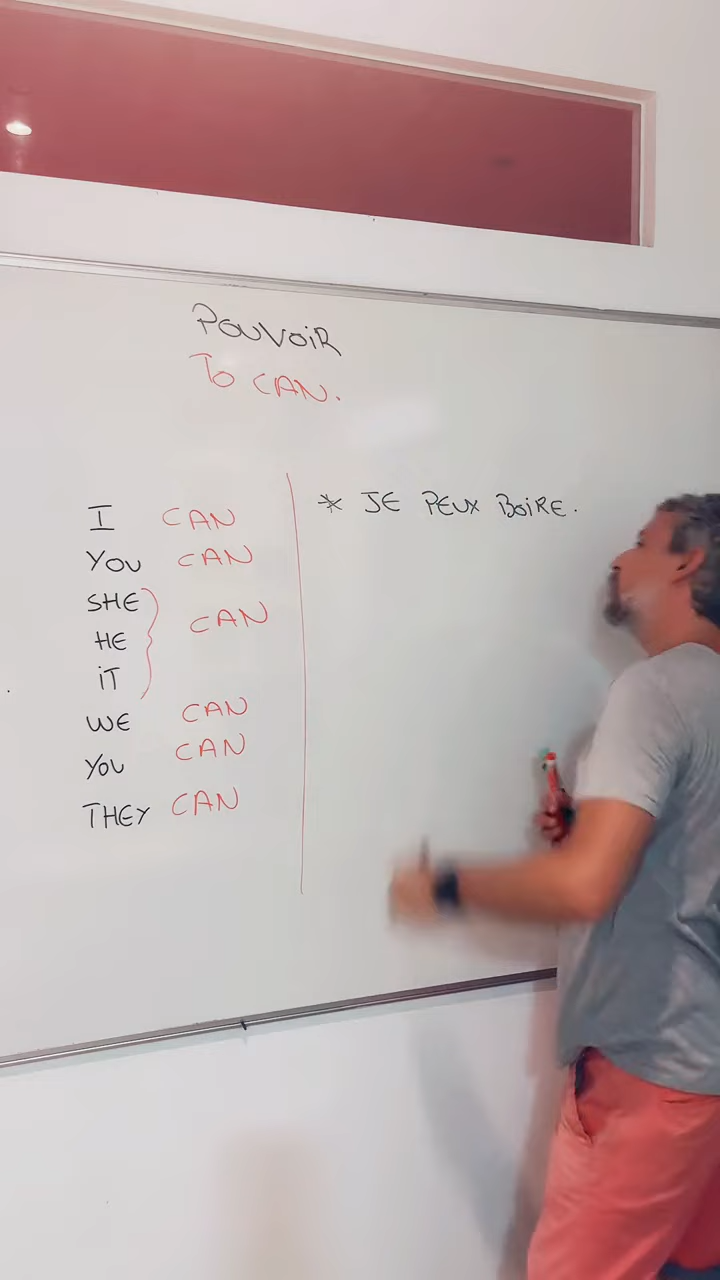 POUVOiR
To CAN.
I CAN
YOU CAN
SHE
HE CAN
iT
WE CAN
YOU CAN
THEY CAN
* JE PEUX BOiRE.